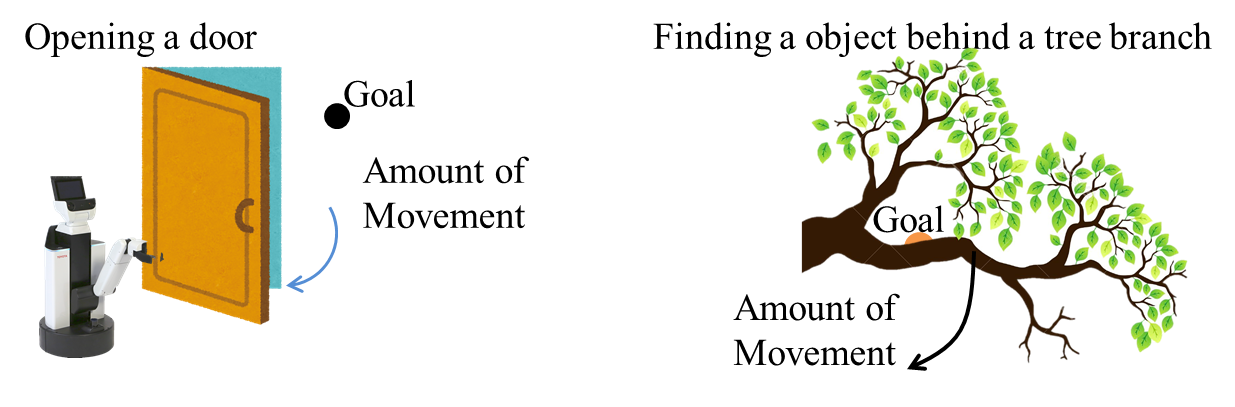 Opening a door
Goal
Amount of
Movement
Finding a object behind a tree branch
Goal
Amount of
Movement